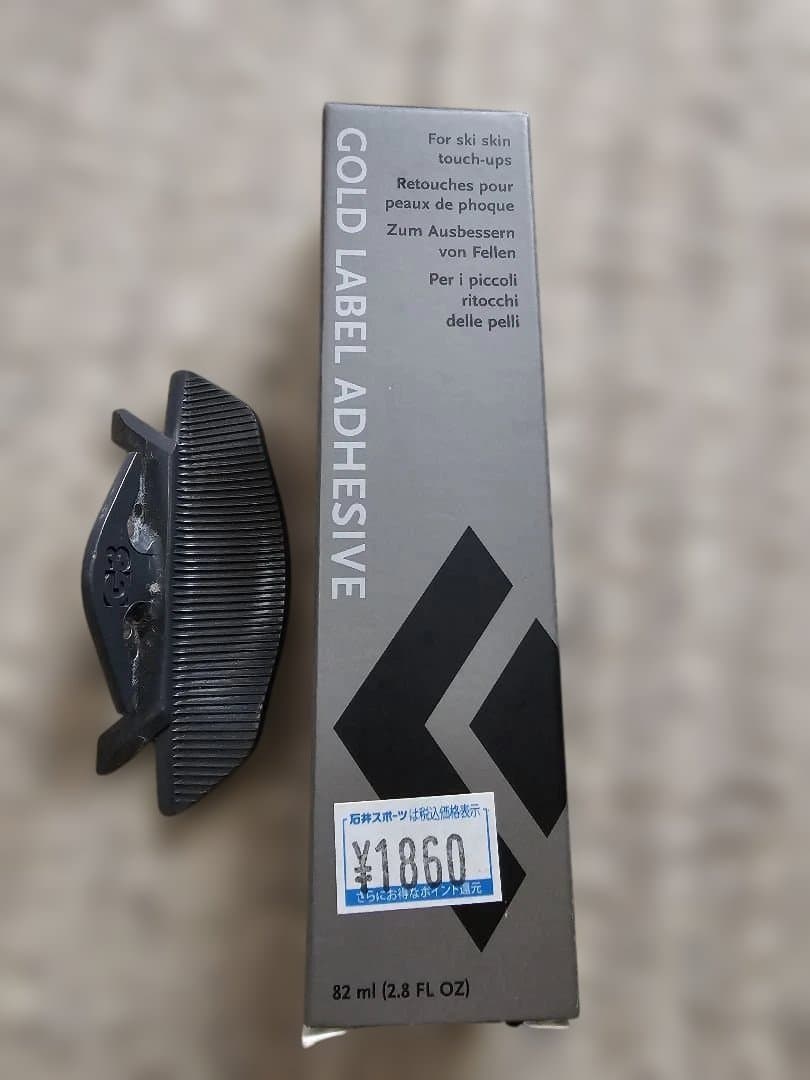 GOLD LABEL ADHESIVE
For ski skin
touch-ups
Retouches pour
peaux de phoque
Zum Ausbessern
von Fellen
Per i piccoli
ritocchi
delle pelli
G3
石井スポーツは税込価格表示
¥1860
さらにお得なポイント還元
82 ml (2.8 FL OZ)